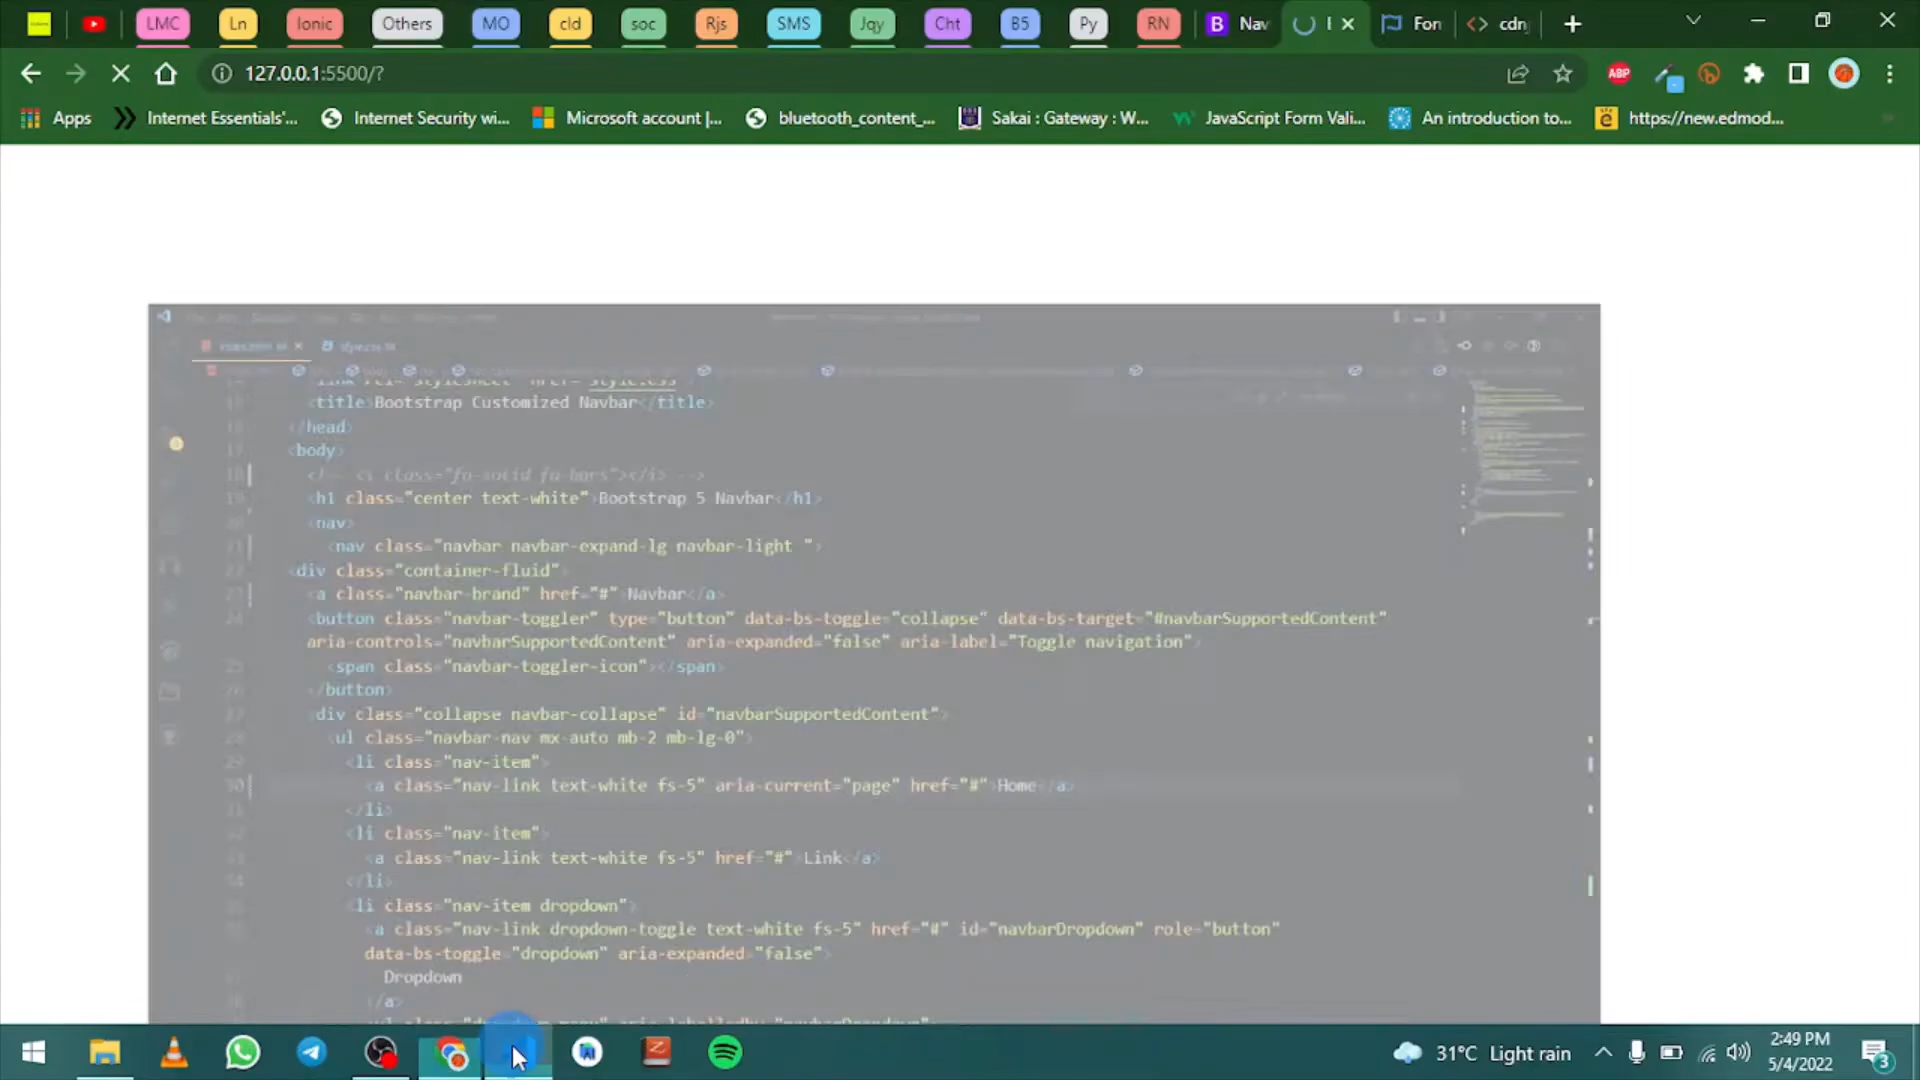 LMC Ln Ionic Others MO cld soc Rjs SMS Jqy Cht B5 Py RN Nav Fon cdnj
127.0.0.1:5500/?
ABP
Apps Internet Essentials'... Internet Security wi... Microsoft account |... bluetooth_content_... Sakai : Gateway : W... JavaScript Form Vali... An introduction to... https://new.edmod...
<title>Bootstrap Customized Navbar</title>
</head>
<body>
<!-- <i class="fa-solid fa-bars"></i> -->
<h1 class="center text-white">Bootstrap 5 Navbar</h1>
<nav>
<nav class="navbar navbar-expand-lg navbar-light ">
<div class="container-fluid">
<a class="navbar-brand" href="#">Navbar</a>
<button class="navbar-toggler" type="button" data-bs-toggle="collapse" data-bs-target="#navbarSupportedContent"
aria-controls="navbarSupportedContent" aria-expanded="false" aria-label="Toggle navigation">
<span class="navbar-toggler-icon"></span>
</button>
<div class="collapse navbar-collapse" id="navbarSupportedContent">
<ul class="navbar-nav mx-auto mb-2 mb-lg-0">
<li class="nav-item">
<a class="nav-link text-white fs-5" aria-current="page" href="#">Home</a>
</li>
<li class="nav-item">
<a class="nav-link text-white fs-5" href="#">Link</a>
</li>
<li class="nav-item dropdown">
<a class="nav-link dropdown-toggle text-white fs-5" href="#" id="navbarDropdown" role="button"
data-bs-toggle="dropdown" aria-expanded="false">
Dropdown
</a>
31°C Light rain
2:49 PM
5/4/2022
3